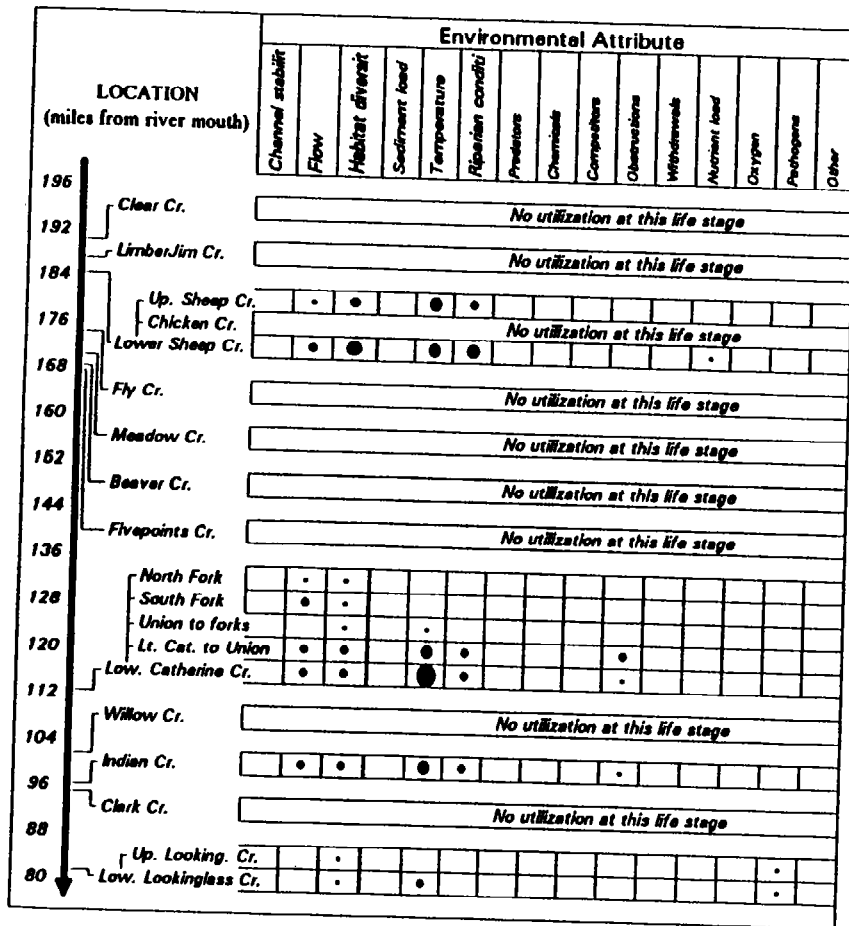 Environmental Attribute
LOCATION
(miles from river mouth)
Channel stabilit
Flow
Habitat diversit
Sediment load
Temperature
Riparian conditi
Predators
Chemicals
Competitors
Obstructions
Withdrawels
Nutrient load
Oxygen
Pathogens
Other
196
Clear Cr.
No utilization at this life stage
192
LimberJim Cr.
No utilization at this life stage
184
Up. Sheep Cr.
176
Chicken Cr.
No utilization at this life stage
Lower Sheep Cr.
168
Fly Cr.
No utilization at this life stage
160
Meadow Cr.
No utilization at this life stage
152
Beaver Cr.
No utilization at this life stage
144
Fivepoints Cr.
No utilization at this life stage
136
North Fork
128
South Fork
Union to forks
120
Lt. Cat. to Union
Low. Catherine Cr.
112
Willow Cr.
No utilization at this life stage
104
Indian Cr.
96
Clark Cr.
No utilization at this life stage
88
Up. Looking. Cr.
80
Low. Lookinglass Cr.